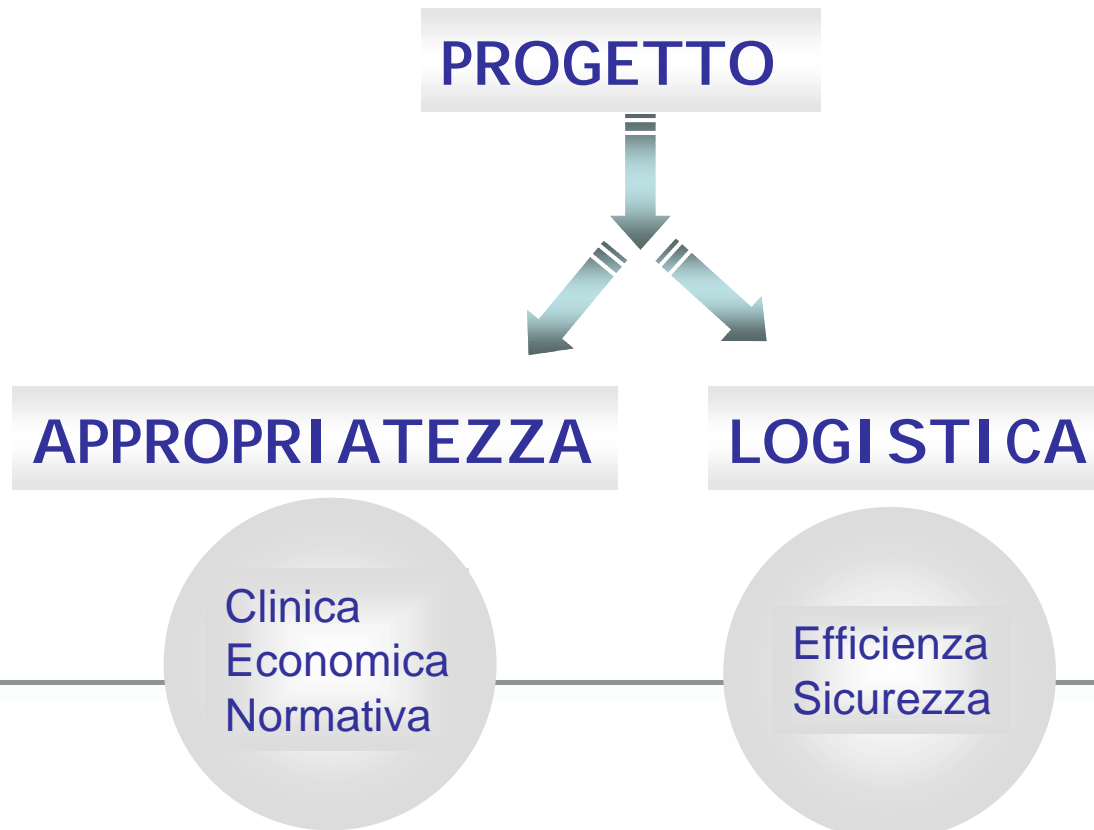 PROGETTO
APPROPRIATEZZA
LOGISTICA
Clinica
Economica
Normativa
Efficienza
Sicurezza